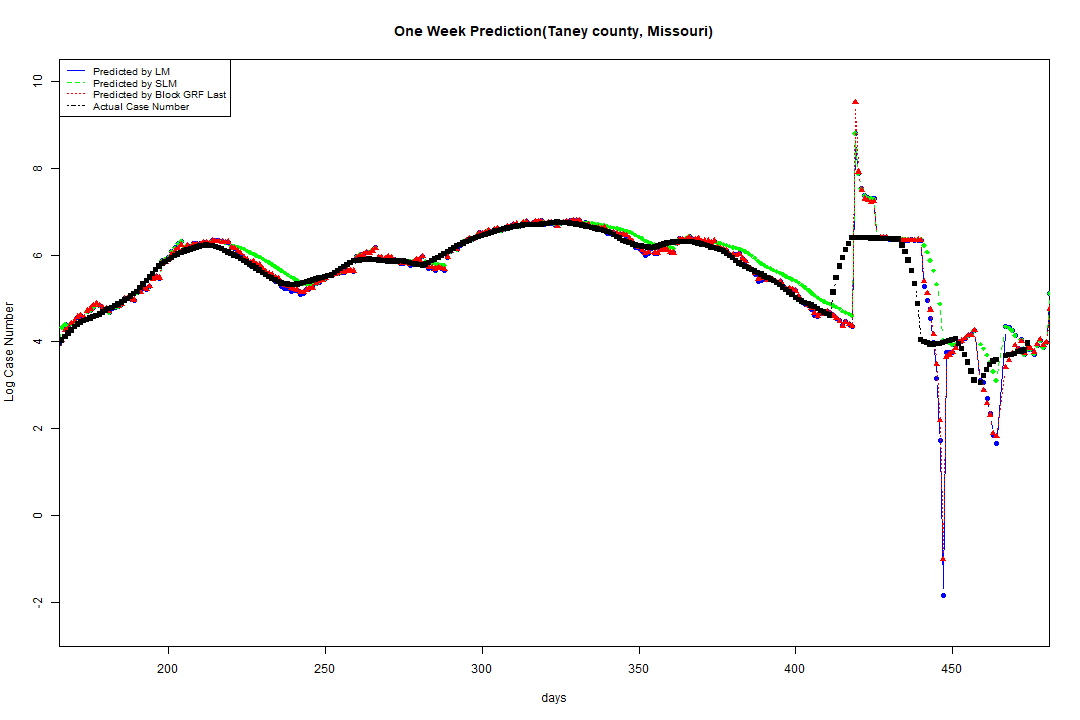 One Week Prediction(Taney county, Missouri)
Predicted by LM
Predicted by SLM
Predicted by Block GRF Last
Actual Case Number
Log Case Number
10
8
6
4
2
0
-2
200 250 300 350 400 450
days